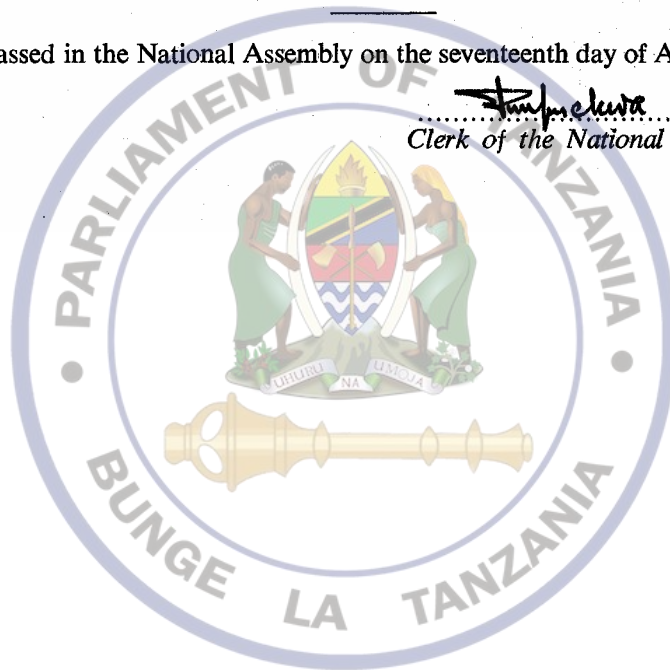 assed in the National Assembly on the seventeenth day of A
Clerk of the National
PARLIAMENT OF TANZANIA
UHURU NA UMOJA
BUNGE LA TANZANIA